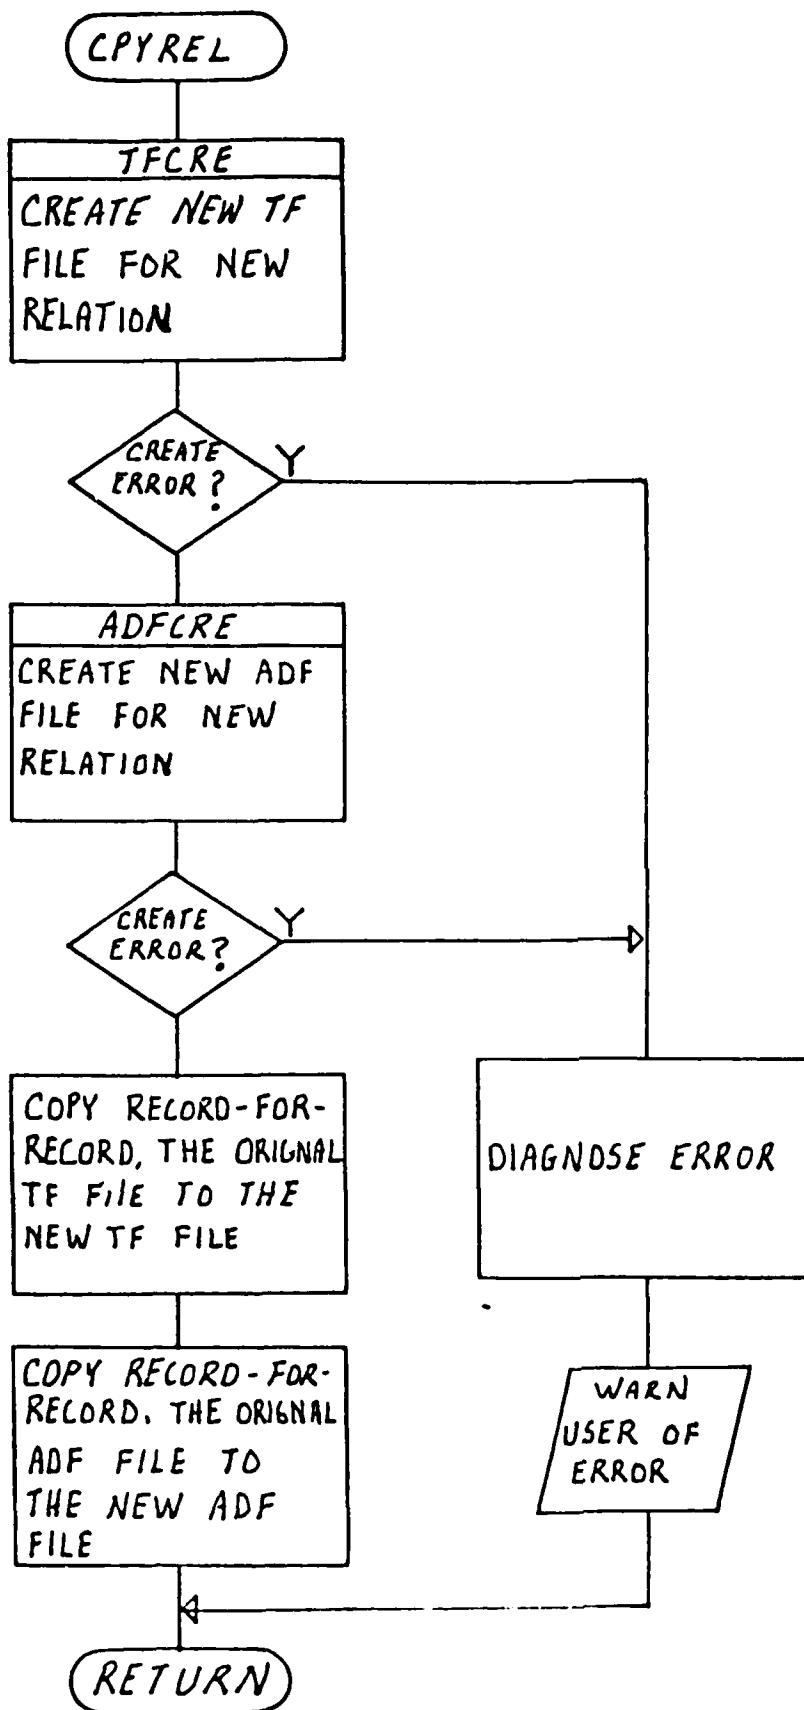 CPYREL
TFCRE
CREATE NEW TF
FILE FOR NEW
RELATION
CREATE
ERROR?
Y
ADFCRE
CREATE NEW ADF
FILE FOR NEW
RELATION
CREATE
ERROR?
Y
COPY RECORD-FOR-
RECORD, THE ORIGNAL
TF FILE TO THE
NEW TF FILE
DIAGNOSE ERROR
COPY RECORD-FOR-
RECORD, THE ORIGNAL
ADF FILE TO
THE NEW ADF
FILE
WARN
USER OF
ERROR
RETURN